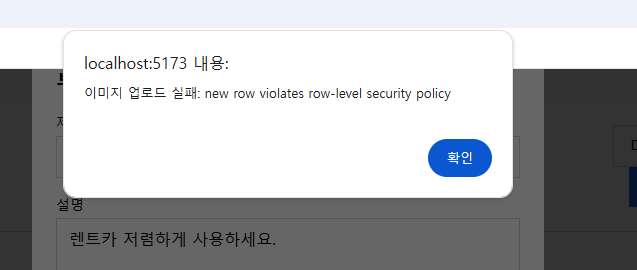 localhost:5173 내용:
이미지 업로드 실패: new row violates row-level security policy
확인
설명
렌트카 저렴하게 사용하세요.